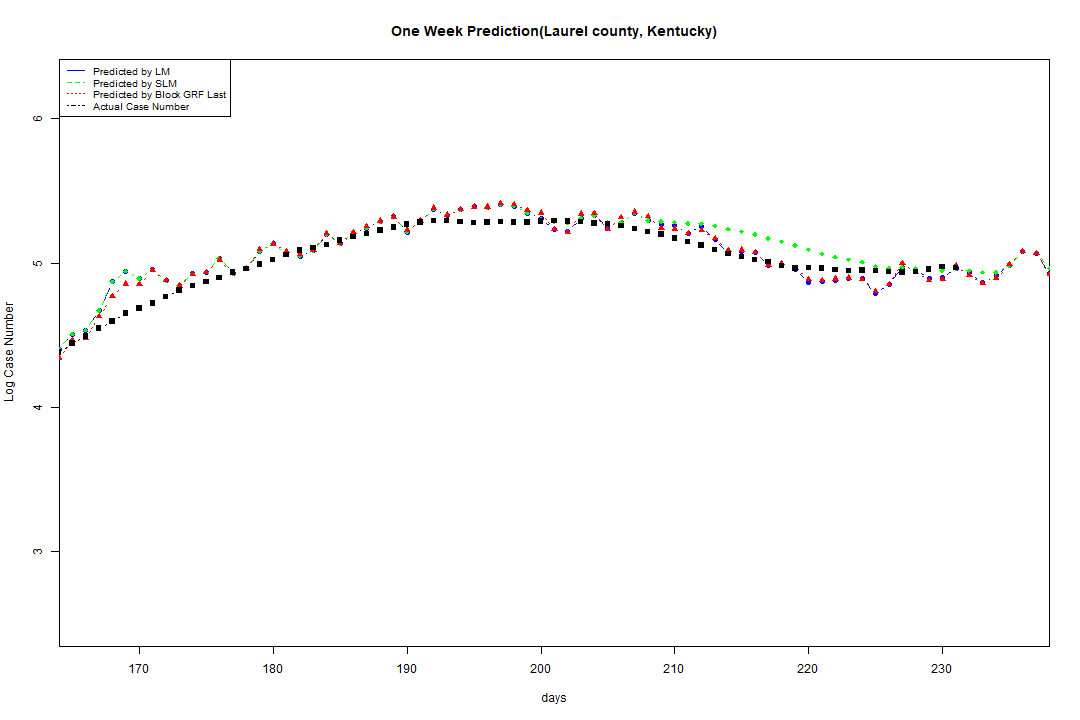 One Week Prediction(Laurel county, Kentucky)
Predicted by LM
Predicted by SLM
Predicted by Block GRF Last
Actual Case Number
6
5
4
3
Log Case Number
170 180 190 200 210 220 230
days